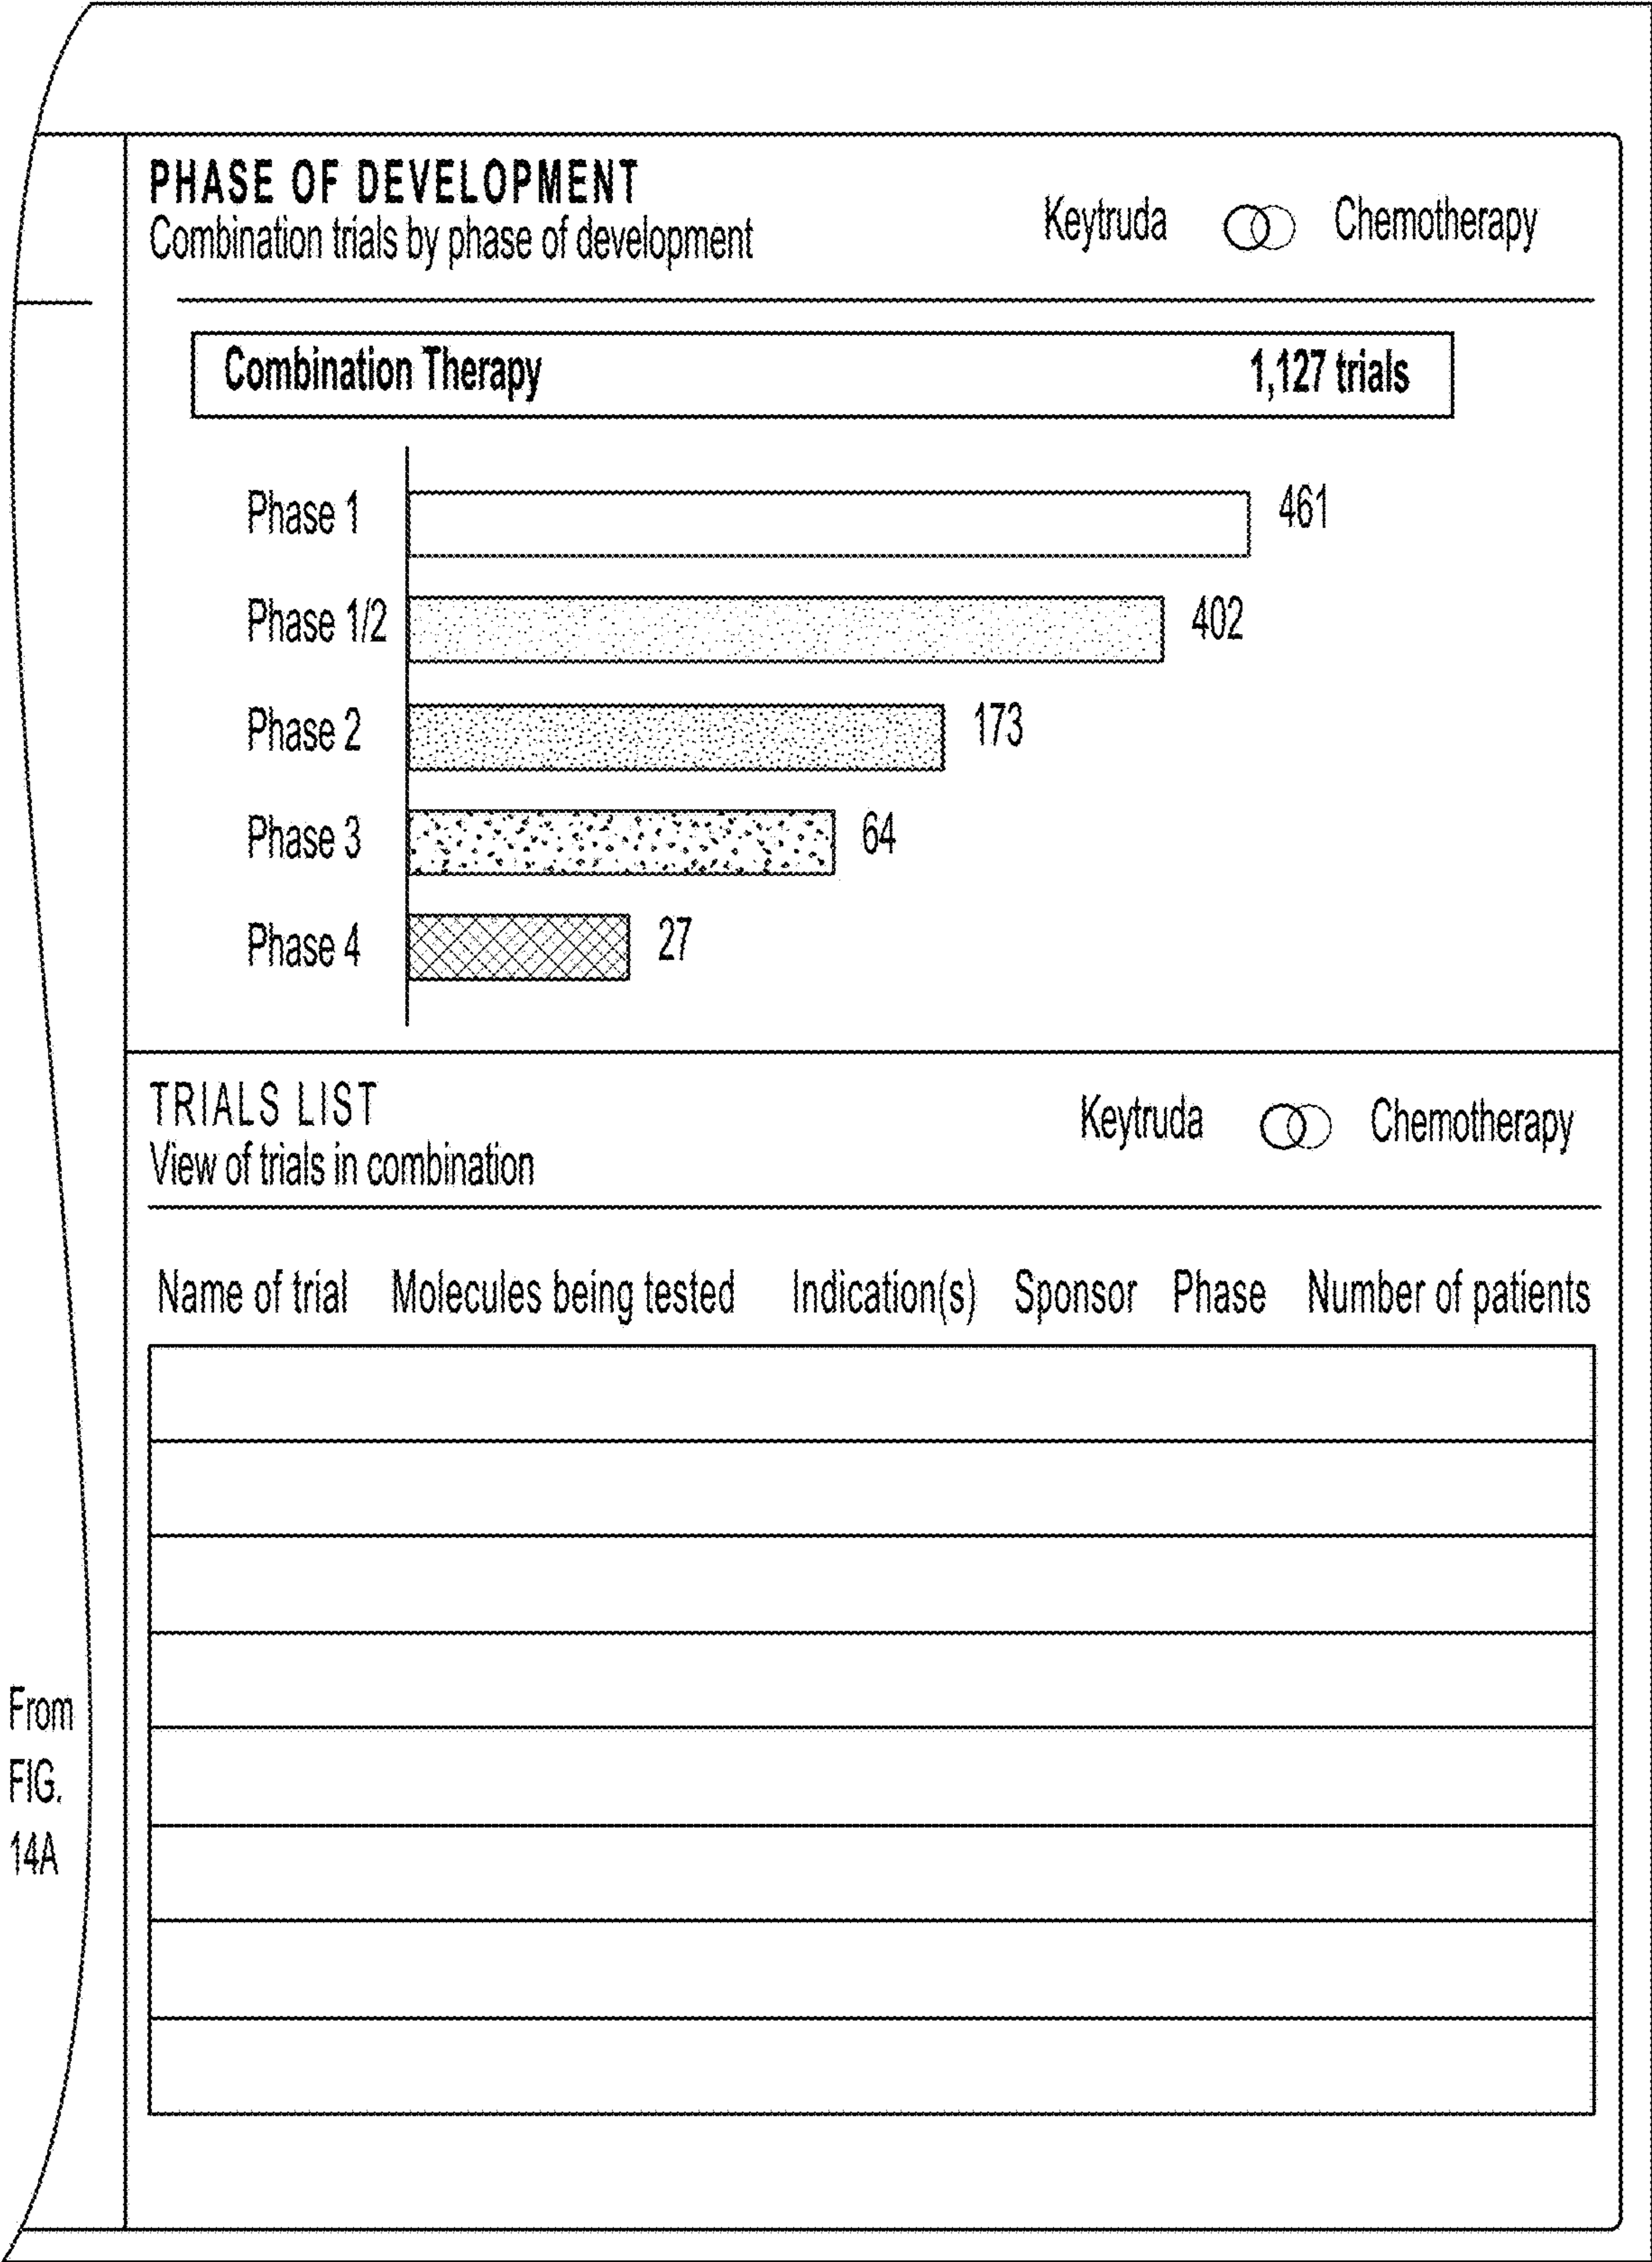 PHASE OF DEVELOPMENT
Combination trials by phase of development
Keytruda Chemotherapy
Combination Therapy 1,127 trials
Phase 1 461
Phase 1/2 402
Phase 2 173
Phase 3 64
Phase 4 27
TRIALS LIST
View of trials in combination
Keytruda Chemotherapy
Name of trial Molecules being tested Indication(s) Sponsor Phase Number of patients
From
FIG.
14A